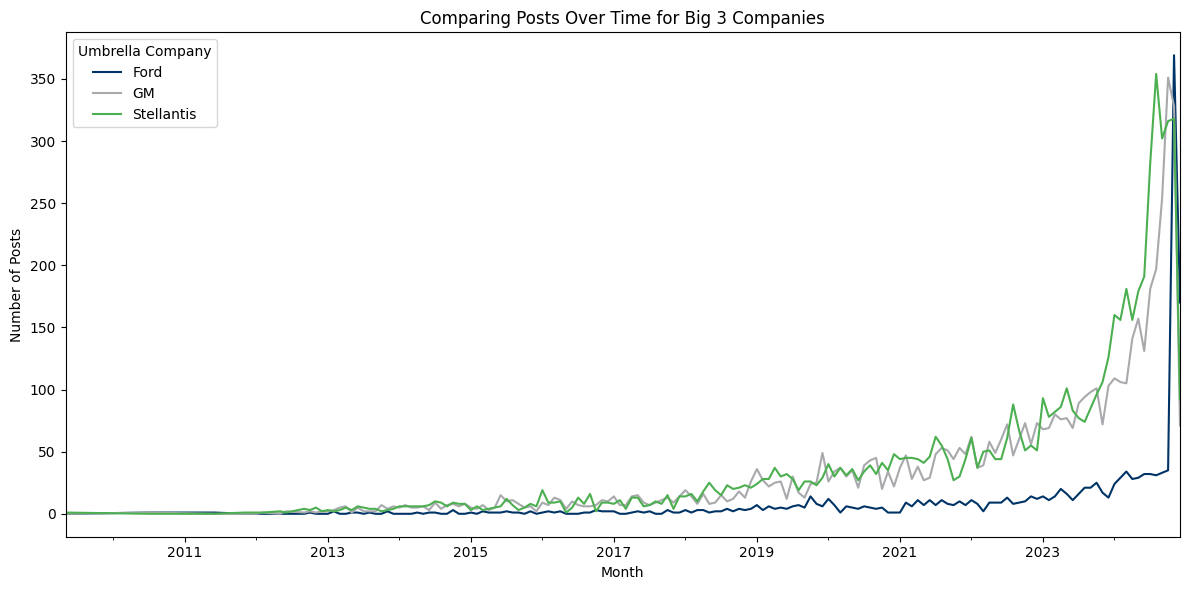 Comparing Posts Over Time for Big 3 Companies
Umbrella Company
Ford
GM
Stellantis
Number of Posts
350
300
250
200
150
100
50
0
2011
2013
2015
2017
2019
2021
2023
Month